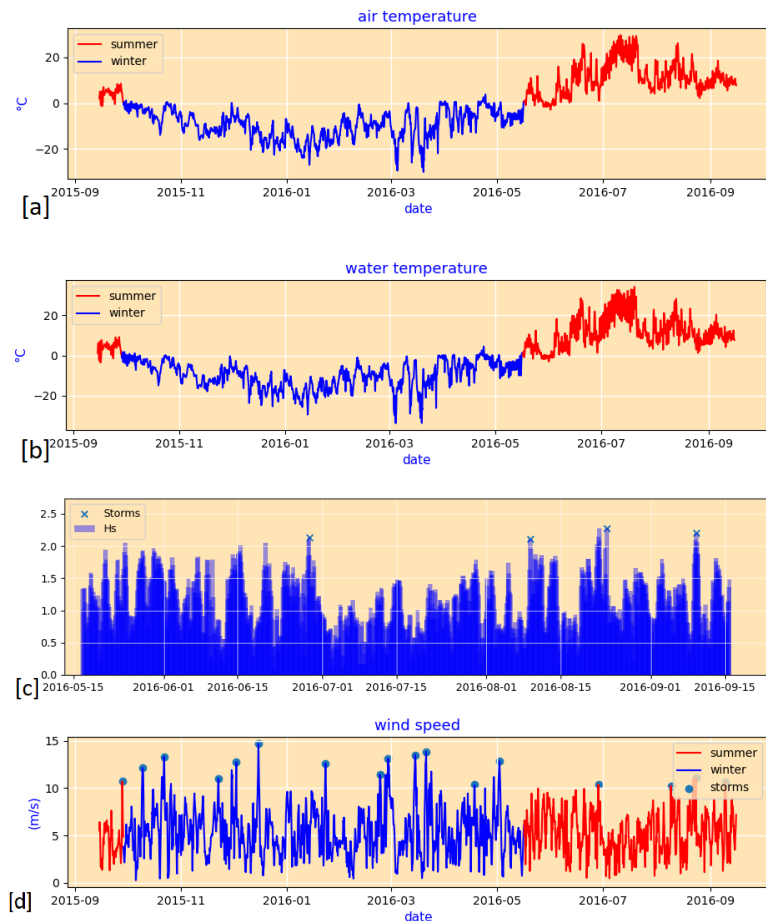 air temperature
summer
winter
20
0
−20
°C
2015-09 2015-11 2016-01 2016-03 2016-05 2016-07 2016-09
date
[a]
water temperature
summer
winter
20
0
−20
°C
2015-09 2015-11 2016-01 2016-03 2016-05 2016-07 2016-09
date
[b]
Storms
Hs
2.5
2.0
1.5
1.0
0.5
0.0
2016-05-15 2016-06-01 2016-06-15 2016-07-01 2016-07-15 2016-08-01 2016-08-15 2016-09-01 2016-09-15
[c]
wind speed
summer
winter
storms
15
10
5
0
(m/s)
2015-09 2015-11 2016-01 2016-03 2016-05 2016-07 2016-09
date
[d]